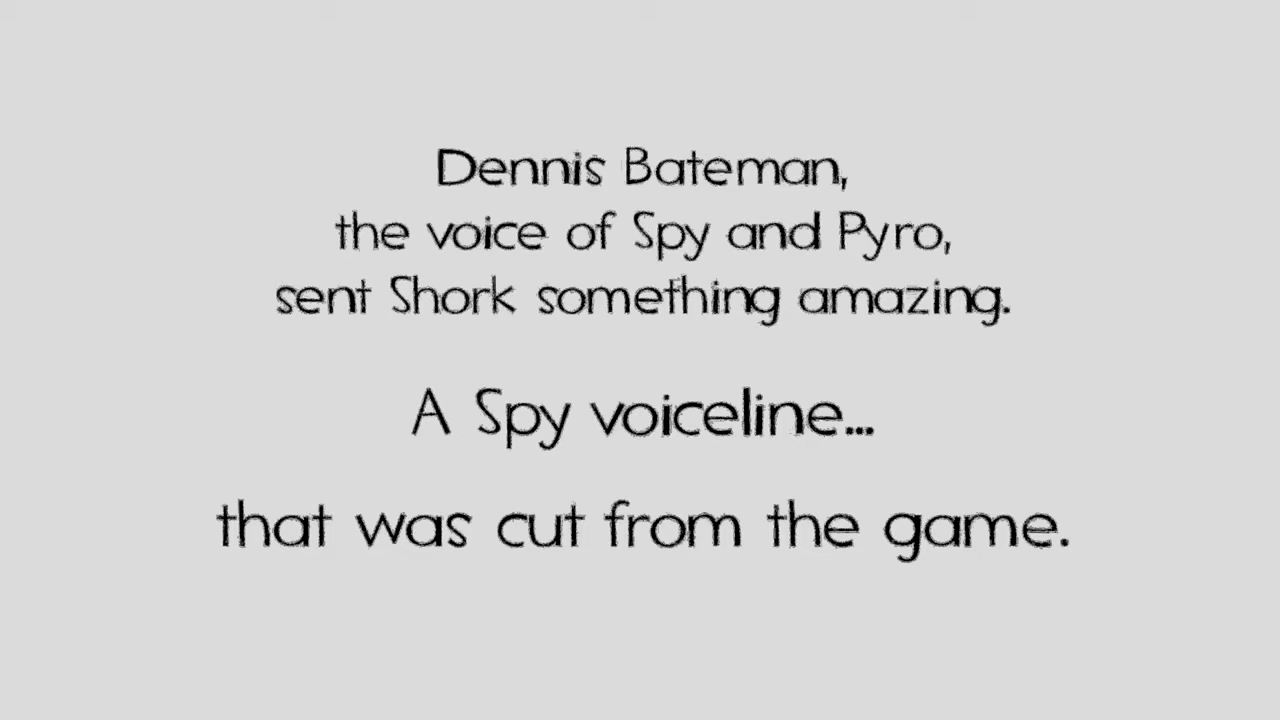 Dennis Bateman,
the voice of Spy and Pyro,
sent Shork something amazing.
A Spy voiceline...
that was cut from the game.